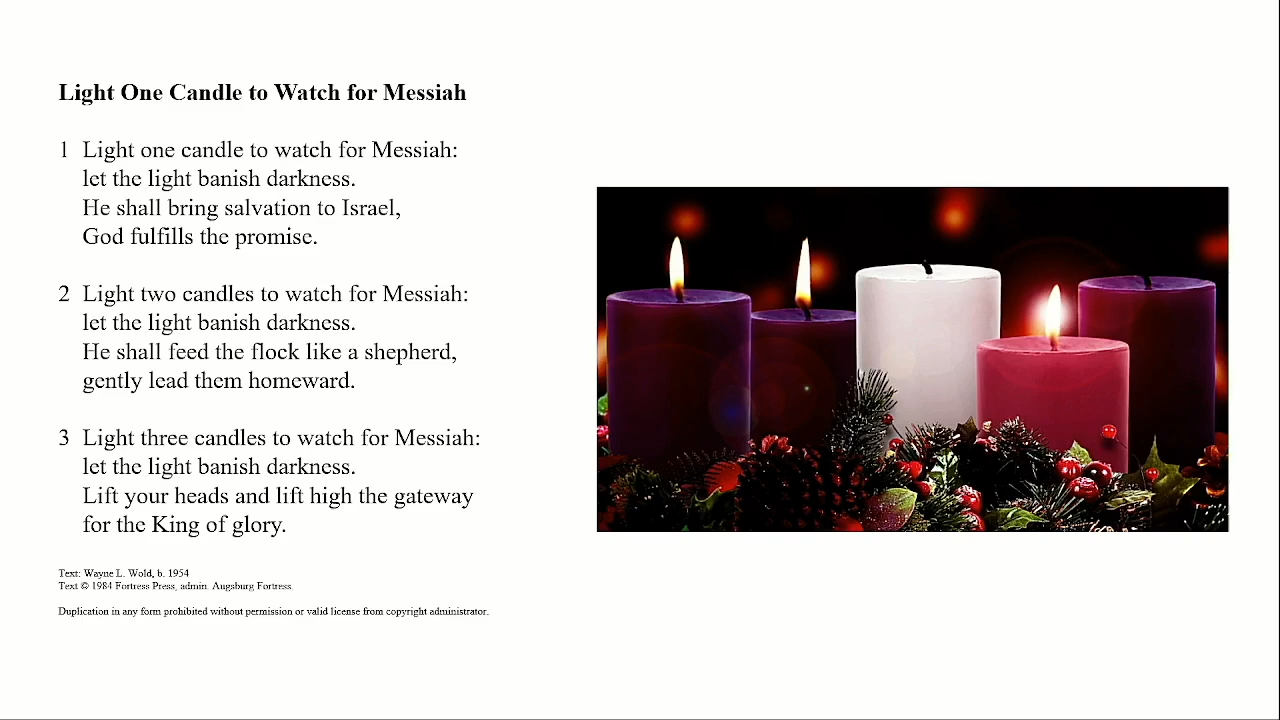 Light One Candle to Watch for Messiah
1 Light one candle to watch for Messiah:
let the light banish darkness.
He shall bring salvation to Israel,
God fulfills the promise.
2 Light two candles to watch for Messiah:
let the light banish darkness.
He shall feed the flock like a shepherd,
gently lead them homeward.
3 Light three candles to watch for Messiah:
let the light banish darkness.
Lift your heads and lift high the gateway
for the King of glory.
Text: Wayne L. Wold, b. 1954
Text © 1984 Fortress Press, admin. Augsburg Fortress.
Duplication in any form prohibited without permission or valid license from copyright administrator.